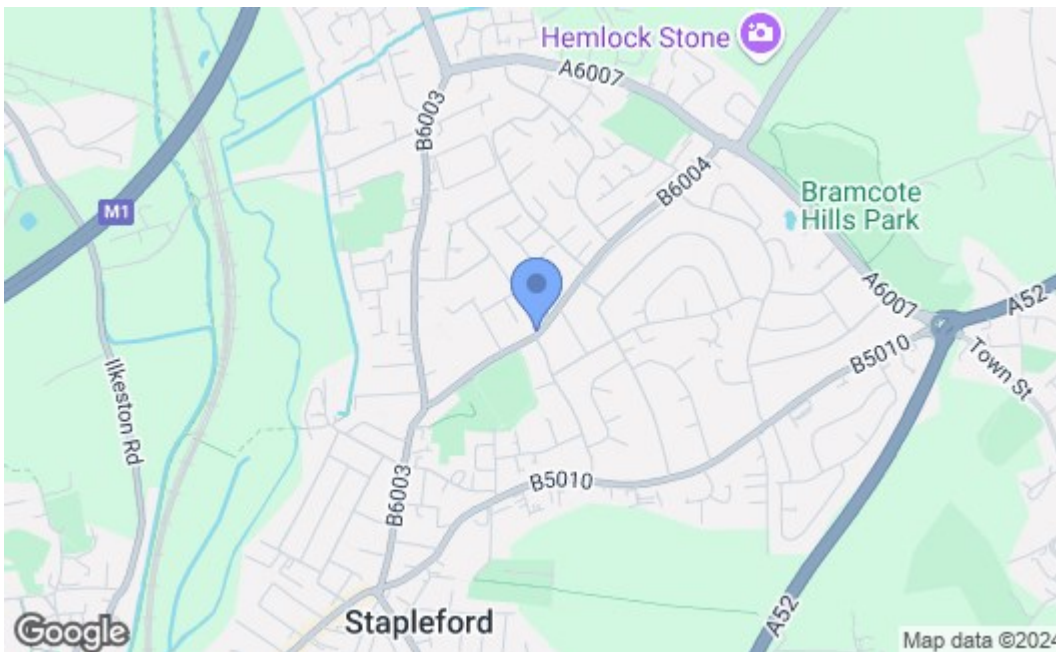 Hemlock Stone
A6007
B6003
B6004
M1
Bramcote
Hills Park
A6007
A52
B5010
Town St
Ilkeston Rd
B6003
B5010
A52
Stapleford
Google
Map data ©2024